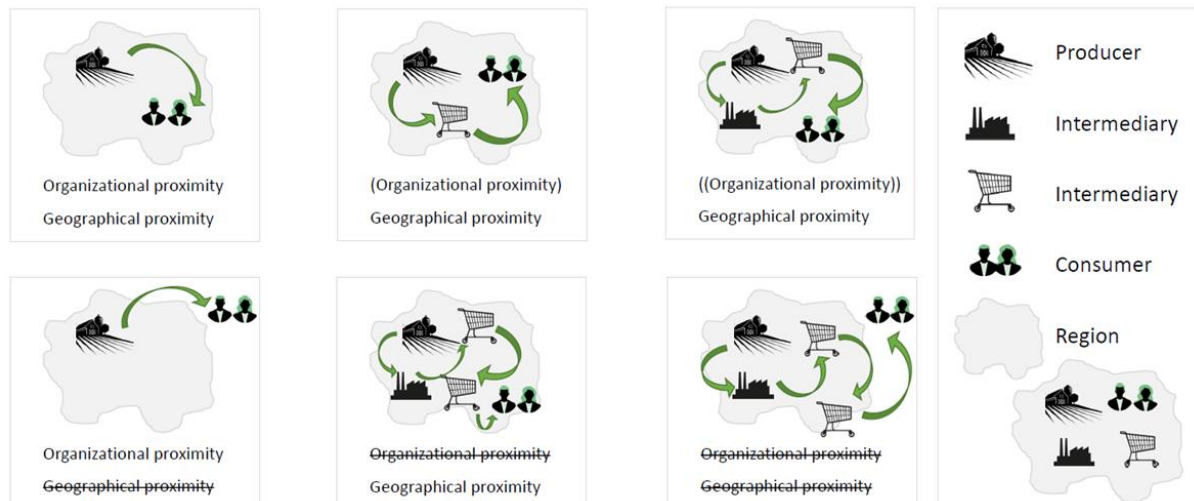 Organizational proximity
Geographical proximity
(Organizational proximity)
Geographical proximity
((Organizational proximity))
Geographical proximity
Organizational proximity
Geographical proximity
Organizational proximity
Geographical proximity
Organizational proximity
Geographical proximity
Producer
Intermediary
Intermediary
Consumer
Region